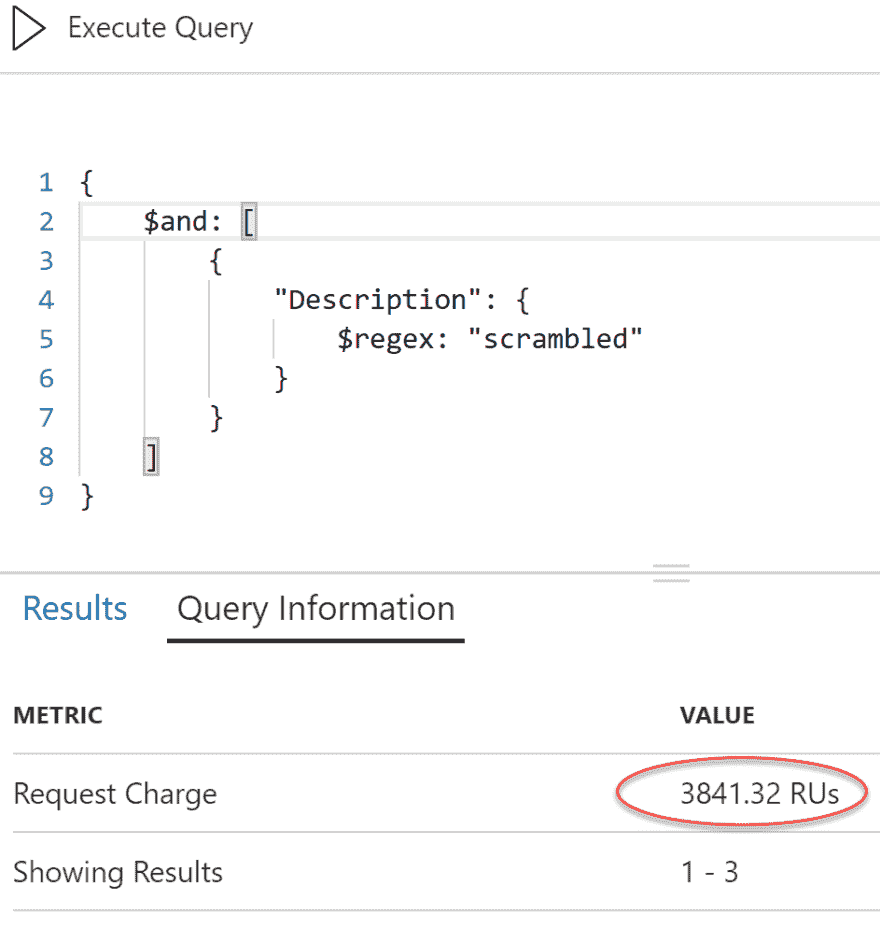 Execute Query
1 {
2     $and: [
3         {
4             "Description": {
5                 $regex: "scrambled"
6             }
7         }
8     ]
9 }
Results Query Information
METRIC VALUE
Request Charge 3841.32 RUs
Showing Results 1 - 3